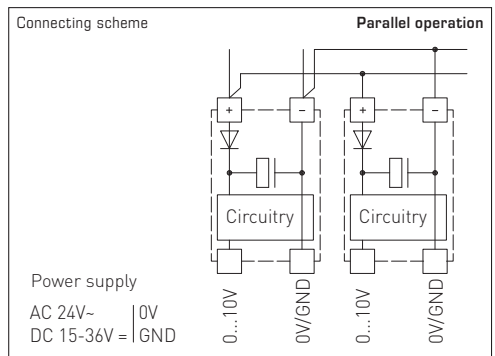 Connecting scheme
Parallel operation
+ – + –
Circuitry Circuitry
Power supply
AC 24V~ 0V
DC 15-36V = GND
0...10V
0V/GND
0...10V
0V/GND